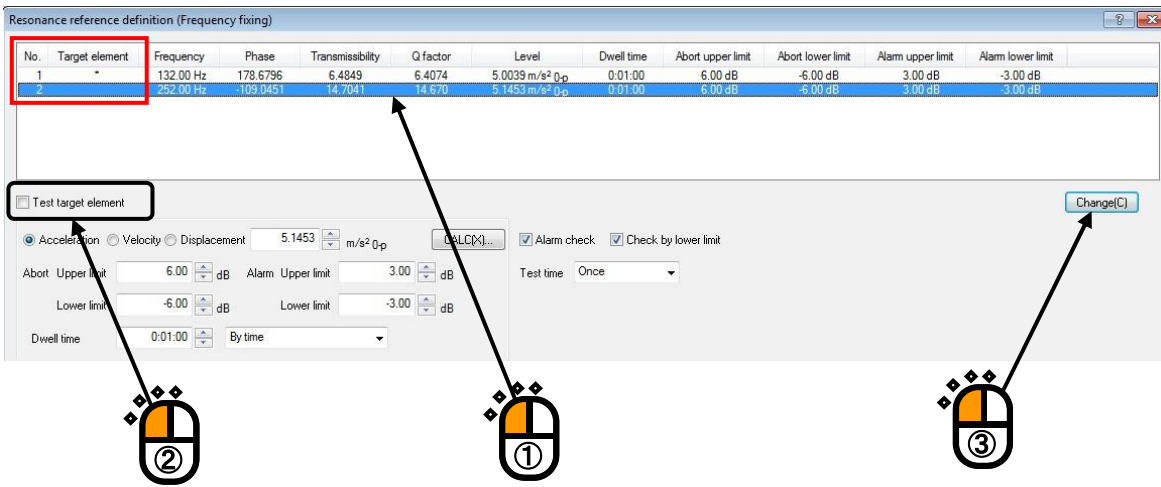 Resonance reference definition (Frequency fixing)
No. Target element Frequency Phase Transmissibility Q factor Level Dwell time Abort upper limit Abort lower limit Alarm upper limit Alarm lower limit
1 * 132.00 Hz 178.6796 6.4849 6.4074 5.0039 m/s² 0-p 0:01:00 6.00 dB -6.00 dB 3.00 dB -3.00 dB
2 252.00 Hz -109.0451 14.7041 14.670 5.1453 m/s² 0-p 0:01:00 6.00 dB -6.00 dB 3.00 dB -3.00 dB
Test target element Change(C)
Acceleration Velocity Displacement 5.1453 m/s² 0-p CALC(X)... Alarm check Check by lower limit
Abort Upper limit 6.00 dB Alarm Upper limit 3.00 dB Test time Once
Lower limit -6.00 dB Lower limit -3.00 dB
Dwell time 0:01:00 By time
② ① ③